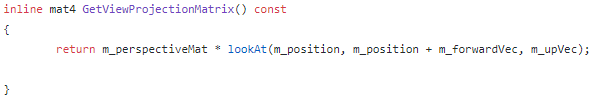 inline mat4 GetViewProjectionMatrix() const
{
return m_perspectiveMat * lookAt(m_position, m_position + m_forwardVec, m_upVec);
}